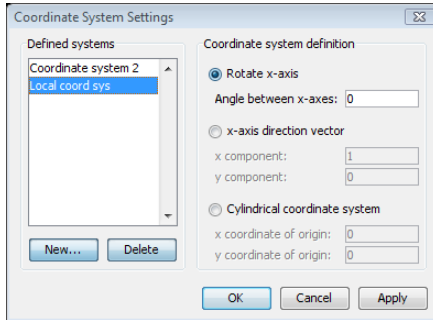 Coordinate System Settings
Defined systems
Coordinate system 2
Local coord sys
New...
Delete
Coordinate system definition
Rotate x-axis
Angle between x-axes: 0
x-axis direction vector
x component: 1
y component: 0
Cylindrical coordinate system
x coordinate of origin: 0
y coordinate of origin: 0
OK
Cancel
Apply